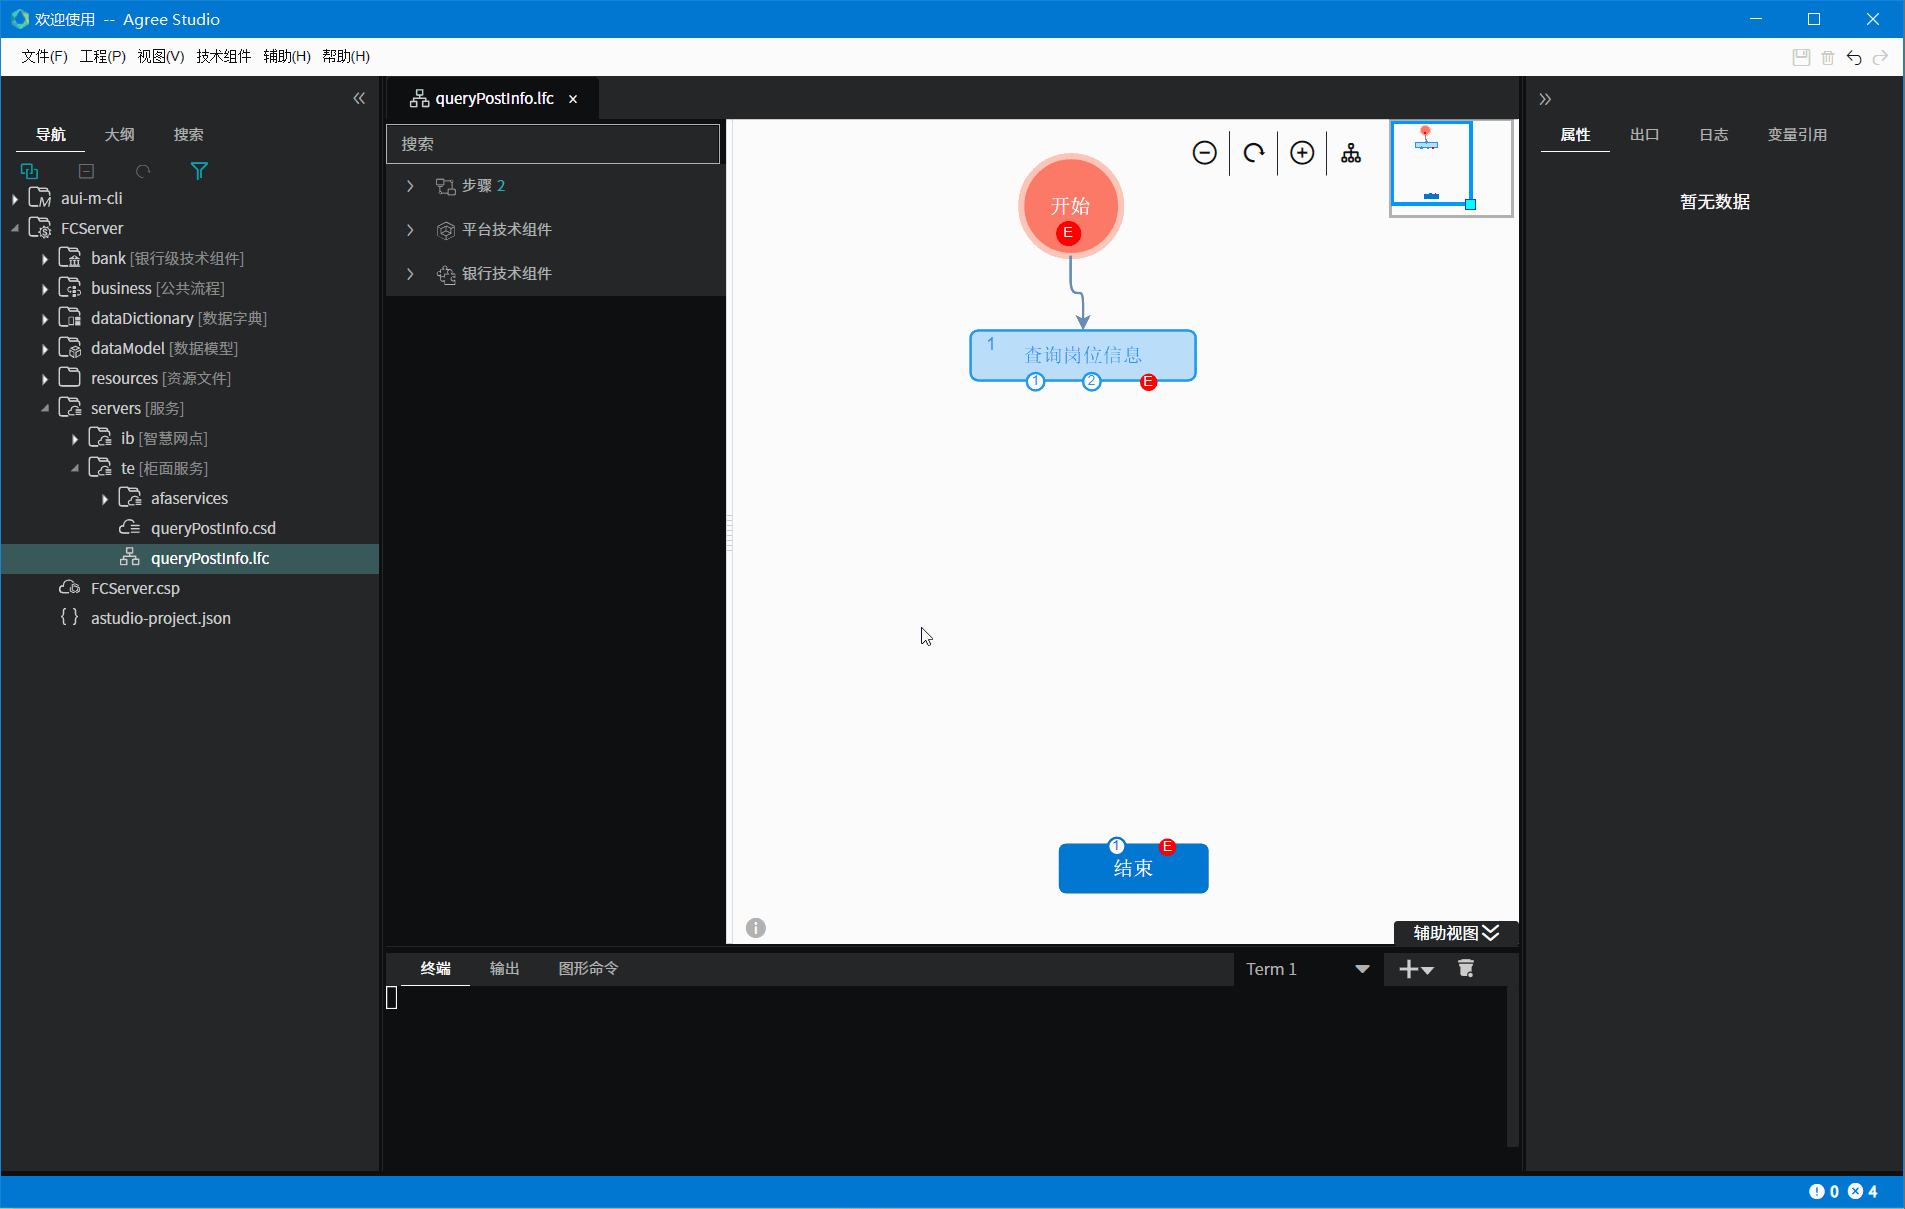 欢迎使用 -- Agree Studio
文件(F) 工程(P) 视图(V) 技术组件 辅助(H) 帮助(H)
导航 大纲 搜索
aui-m-cli
FCServer
bank [银行级技术组件]
business [公共流程]
dataDictionary [数据字典]
dataModel [数据模型]
resources [资源文件]
servers [服务]
ib [智慧网点]
te [柜面服务]
afaservices
queryPostInfo.csd
queryPostInfo.lfc
FCServer.csp
astudio-project.json
queryPostInfo.lfc ×
搜索
步骤 2
平台技术组件
银行技术组件
开始
E
1 查询岗位信息
1 2 E
1 E
结束
辅助视图
终端 输出 图形命令
Term 1
属性 出口 日志 变量引用
暂无数据
0 4